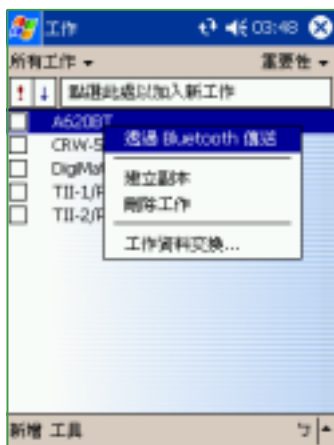 工作 03:48
所有工作 重要性
點選此處以加入新工作
A620BT
透過 Bluetooth 傳送
CRW-5
DigiMat
建立副本
TII-1/P
刪除工作
TII-2/P
工作資料交換...
新增 工具 ㄅ